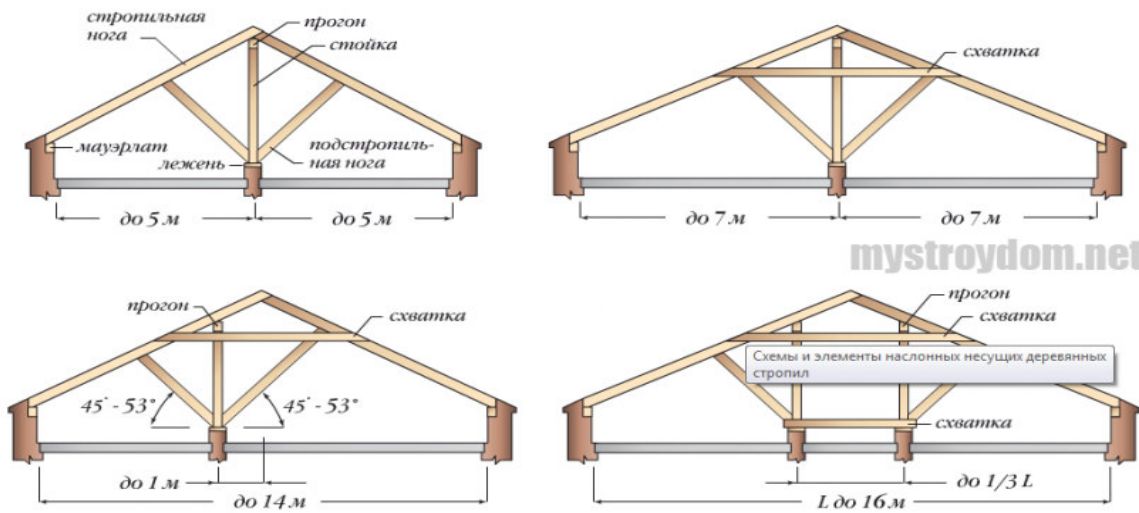 стропильная
нога
прогон
стойка
мауэрлат
лежень
подстропиль-
ная нога
до 5 м
до 5 м
схватка
до 7 м
до 7 м
mystroydom.net
прогон
схватка
45° - 53°
45° - 53°
до 1 м
до 14 м
прогон
схватка
Схемы и элементы наслонных несущих деревянных
стропил
схватка
до 1/3 L
L до 16 м